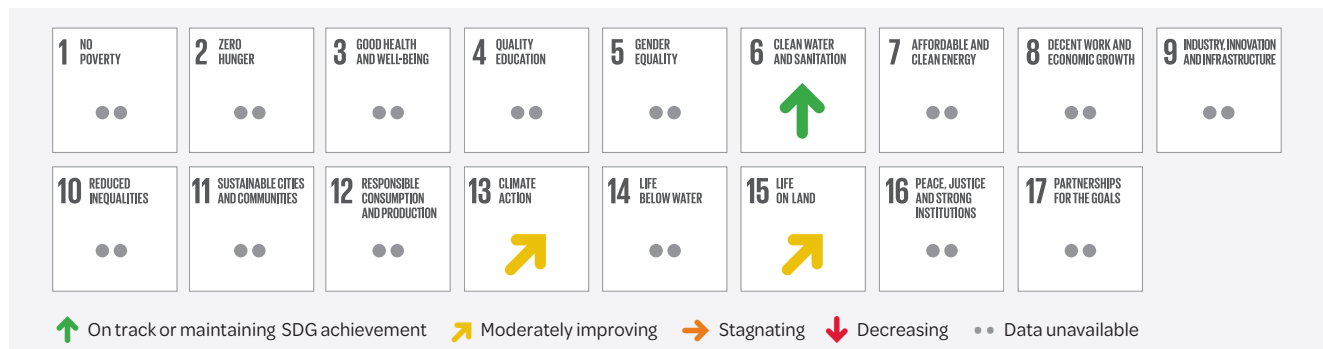 1 NO
POVERTY
2 ZERO
HUNGER
3 GOOD HEALTH
AND WELL-BEING
4 QUALITY
EDUCATION
5 GENDER
EQUALITY
6 CLEAN WATER
AND SANITATION
7 AFFORDABLE AND
CLEAN ENERGY
8 DECENT WORK AND
ECONOMIC GROWTH
9 INDUSTRY, INNOVATION
AND INFRASTRUCTURE
10 REDUCED
INEQUALITIES
11 SUSTAINABLE CITIES
AND COMMUNITIES
12 RESPONSIBLE
CONSUMPTION
AND PRODUCTION
13 CLIMATE
ACTION
14 LIFE
BELOW WATER
15 LIFE
ON LAND
16 PEACE, JUSTICE
AND STRONG
INSTITUTIONS
17 PARTNERSHIPS
FOR THE GOALS
On track or maintaining SDG achievement
Moderately improving
Stagnating
Decreasing
Data unavailable